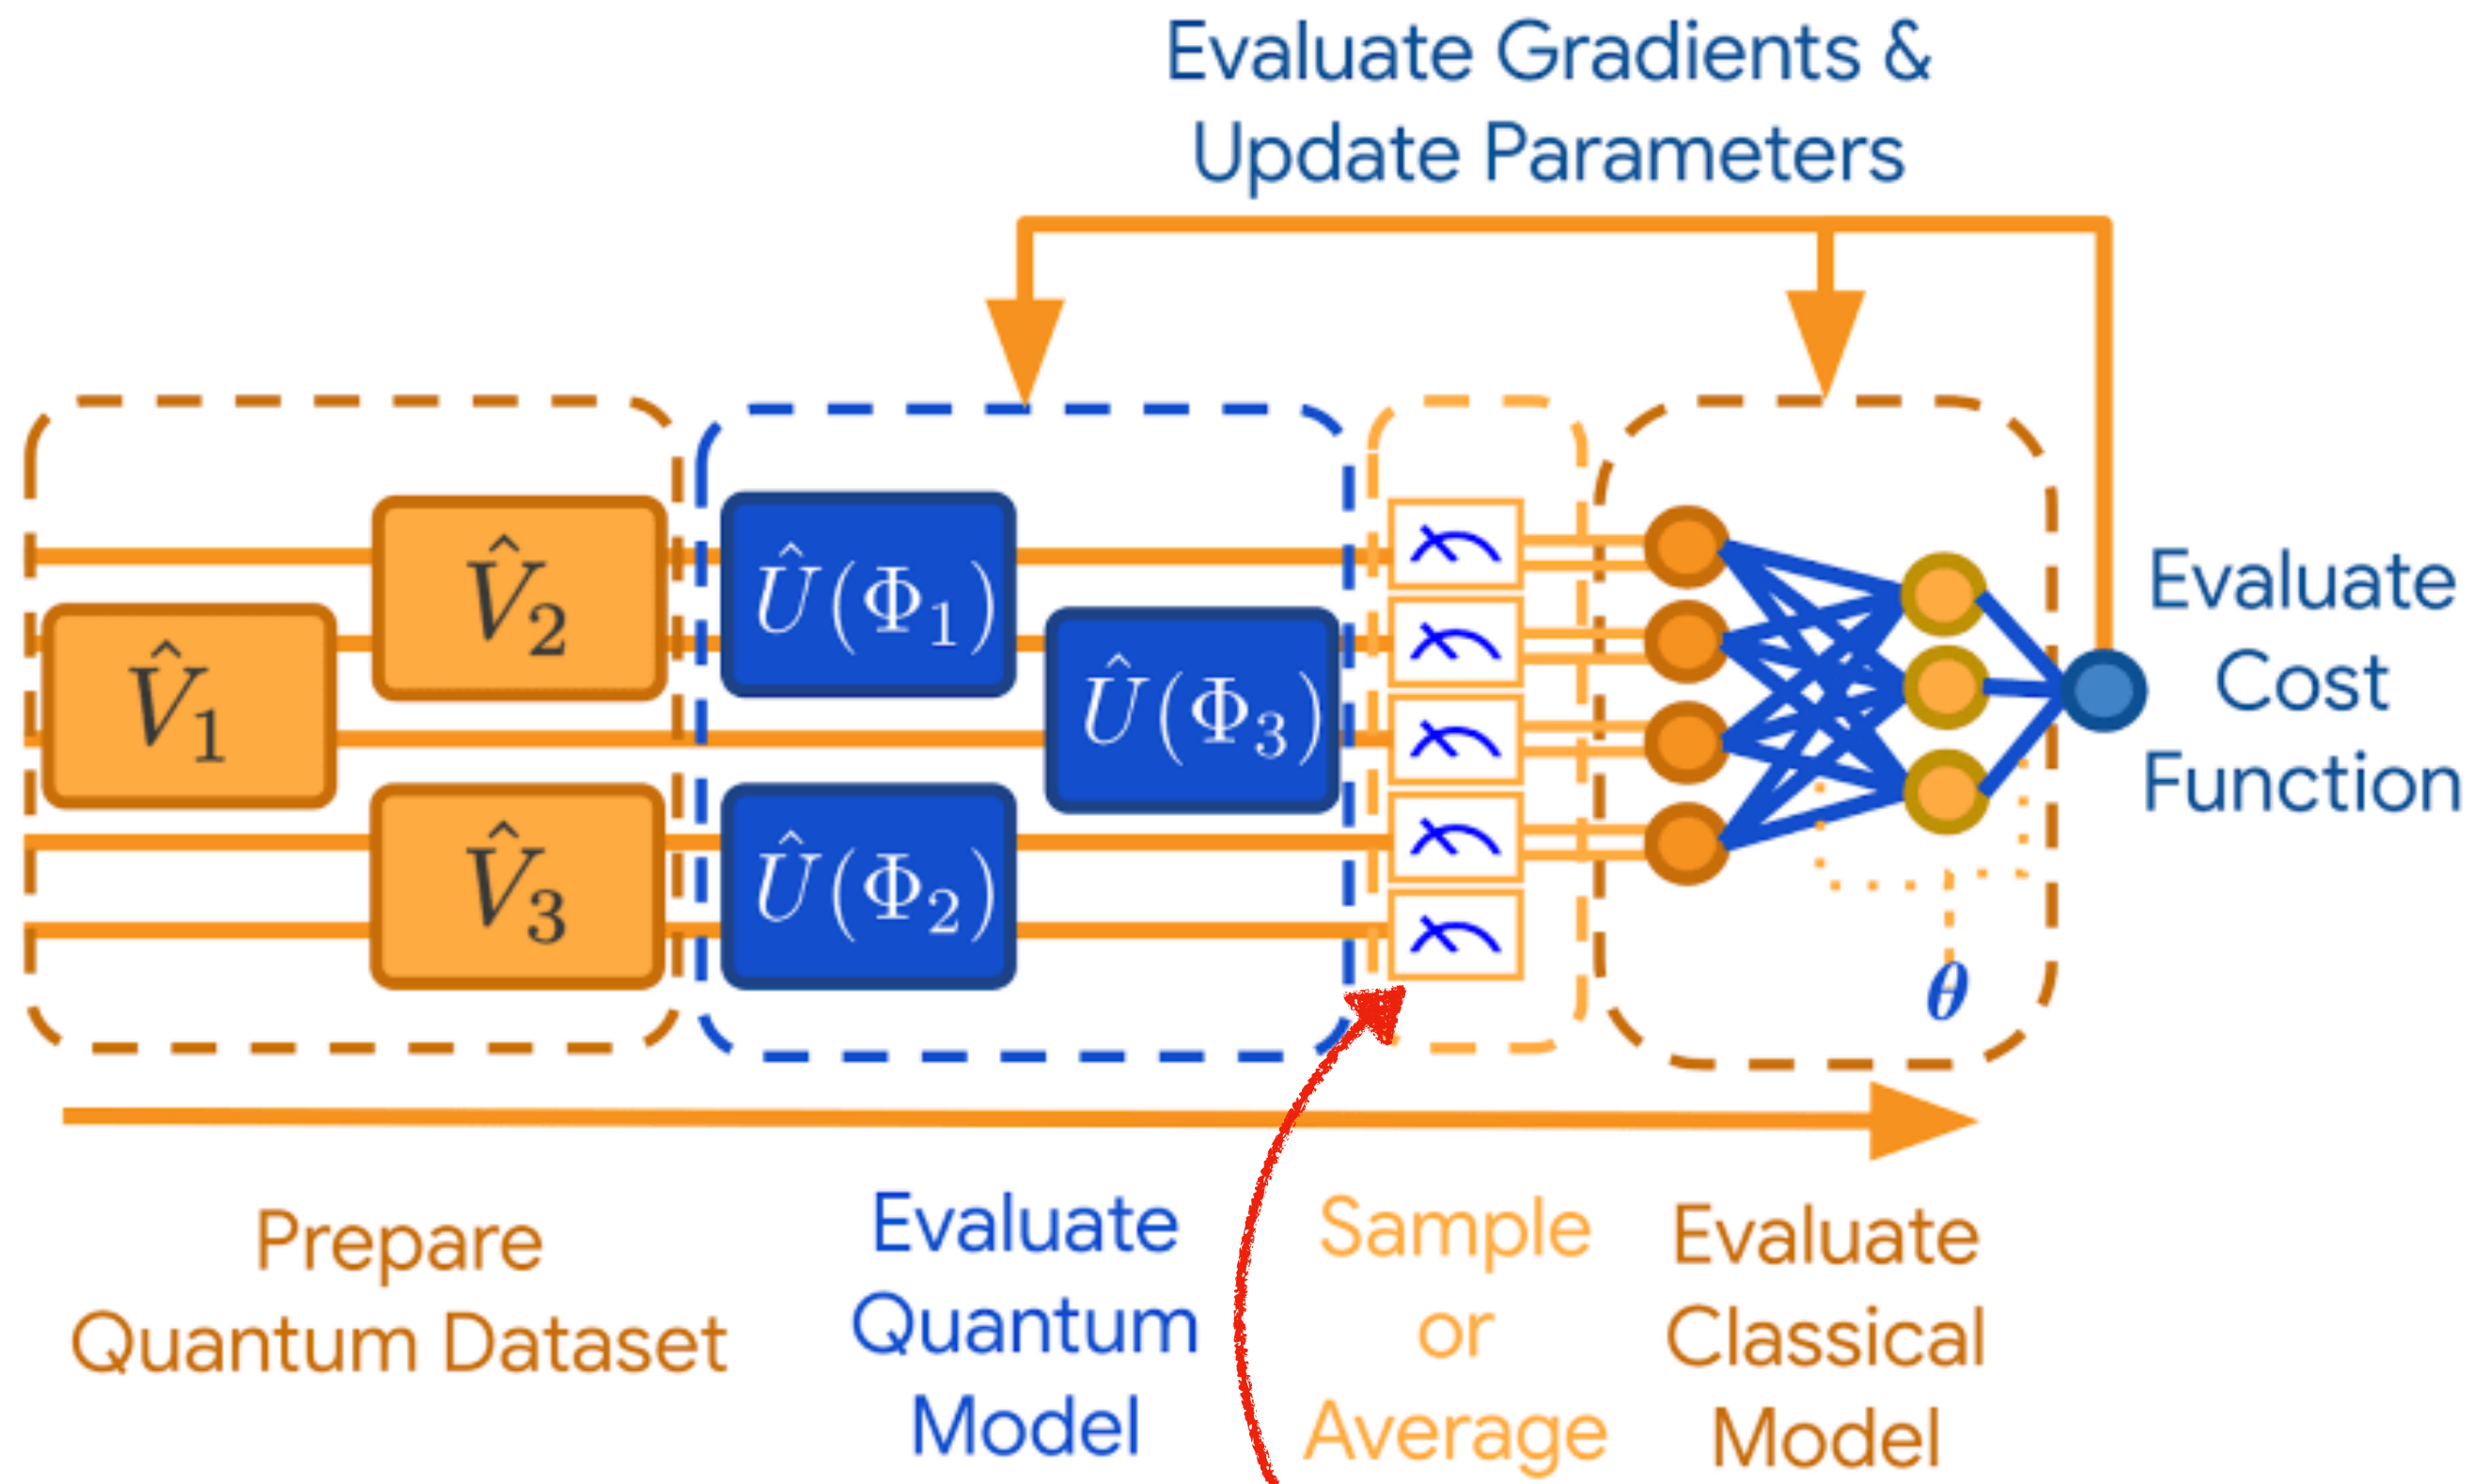 Evaluate Gradients &
Update Parameters
V̂₁
V̂₂
V̂₃
Û(Φ₁)
Û(Φ₂)
Û(Φ₃)
θ
Evaluate
Cost
Function
Prepare
Quantum Dataset
Evaluate
Quantum
Model
Sample
or
Average
Evaluate
Classical
Model